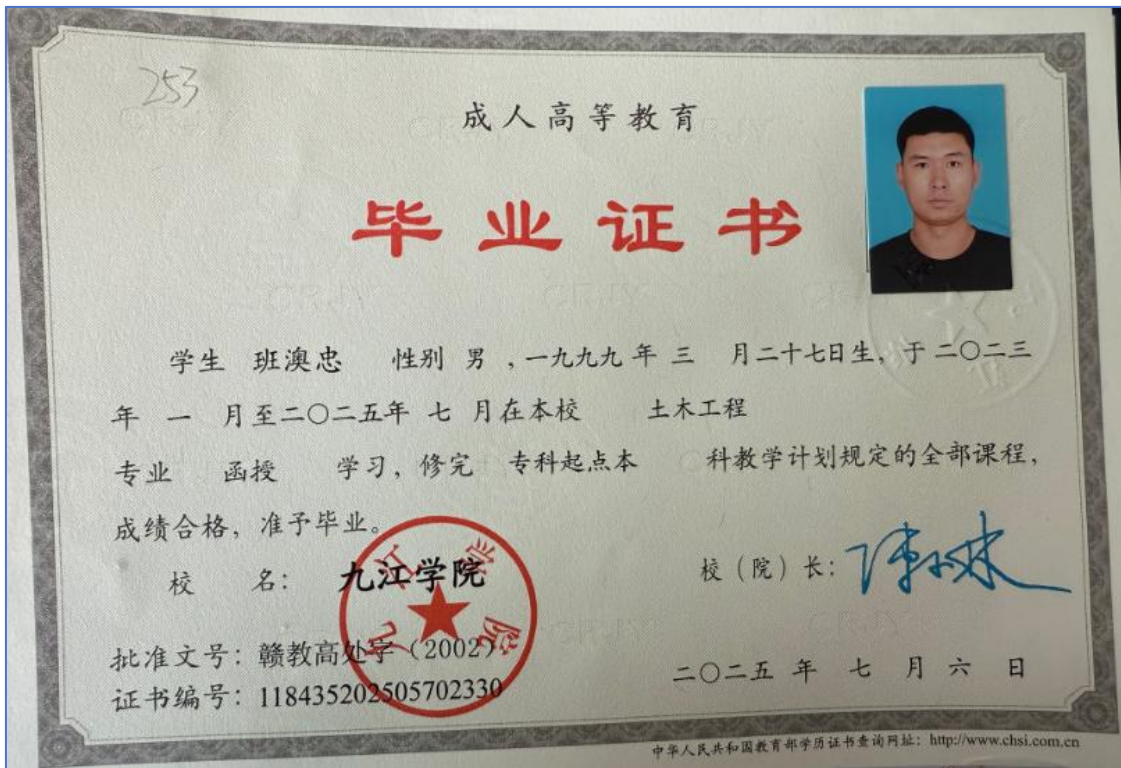 253
成人高等教育
毕业证书
学生 班澳忠 性别 男 ,一九九九 年 三 月二十七日生, 于 二〇二三
年 一 月至二〇二五年 七 月在本校 土木工程
专业 函授 学习, 修完 专科起点本 科教学计划规定的全部课程,
成绩合格, 准予毕业。
校 名: 九江学院
九江学院
校（院）长:
批准文号: 赣教高处字（2002）
证书编号: 118435202505702330
二〇二五 年 七 月 六 日
中华人民共和国教育部学历证书查询网址: http://www.chsi.com.cn